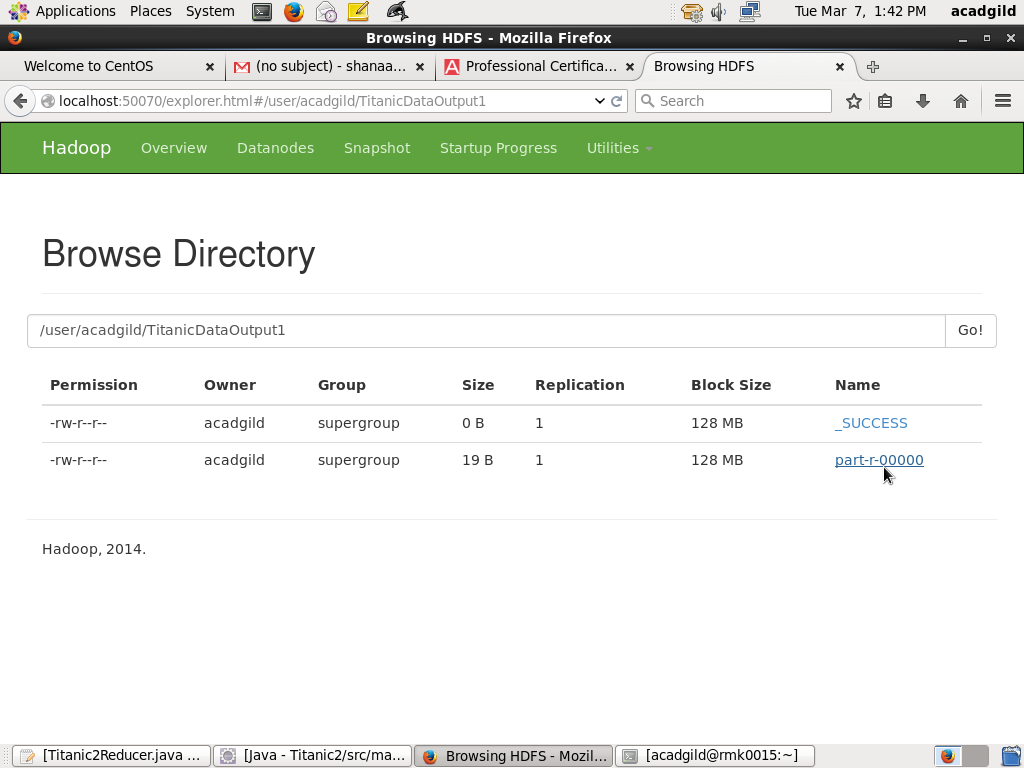 Applications Places System Tue Mar 7, 1:42 PM acadgild
Browsing HDFS - Mozilla Firefox
Welcome to CentOS (no subject) - shanaa... Professional Certifica... Browsing HDFS
localhost:50070/explorer.html#/user/acadgild/TitanicDataOutput1 Search
Hadoop Overview Datanodes Snapshot Startup Progress Utilities
Browse Directory
/user/acadgild/TitanicDataOutput1 Go!
Permission Owner Group Size Replication Block Size Name
-rw-r--r-- acadgild supergroup 0 B 1 128 MB _SUCCESS
-rw-r--r-- acadgild supergroup 19 B 1 128 MB part-r-00000
Hadoop, 2014.
[Titanic2Reducer.java ... [Java - Titanic2/src/ma... Browsing HDFS - Mozil... [acadgild@rmk0015:~]